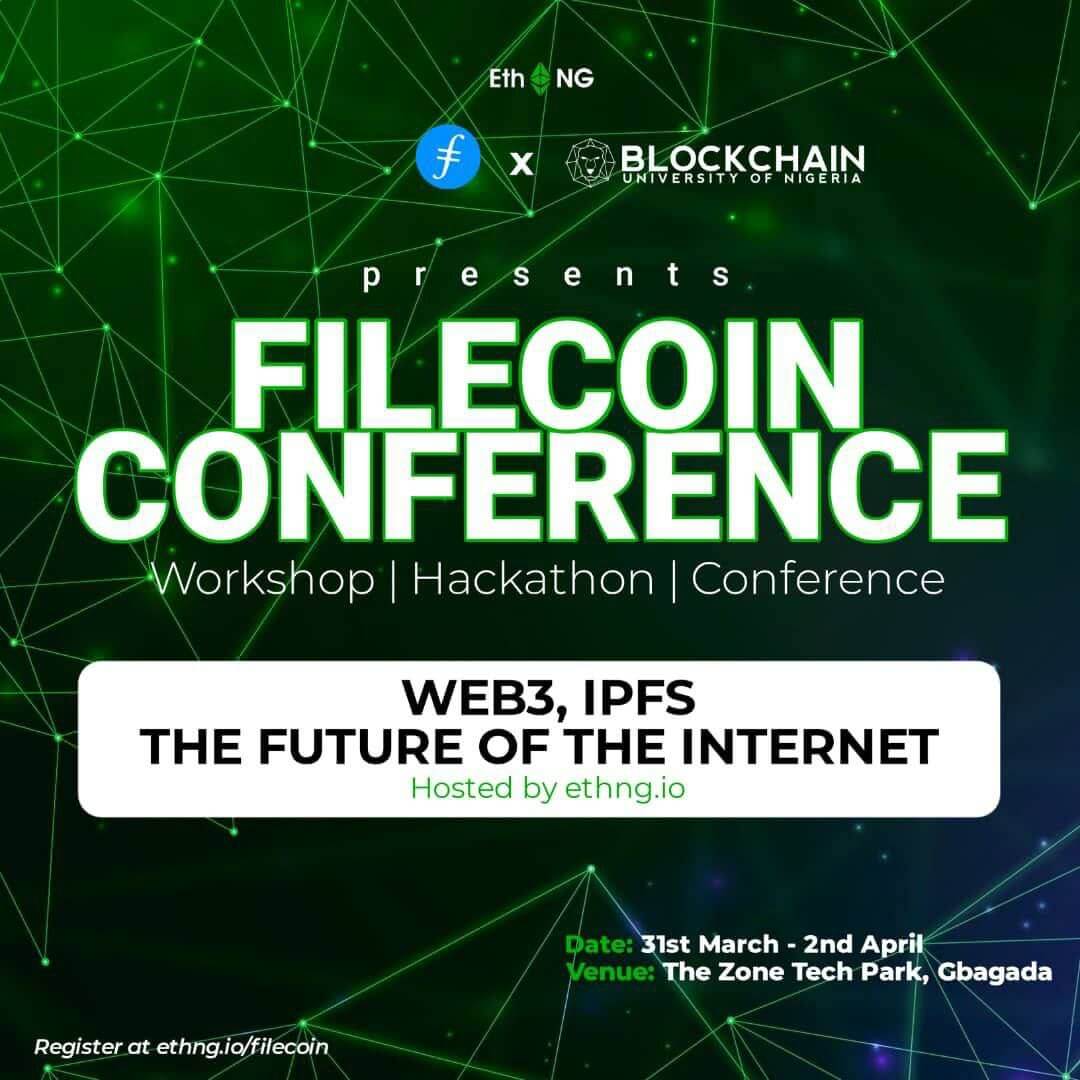 Eth NG
x BLOCKCHAIN
UNIVERSITY OF NIGERIA
presents
FILECOIN
CONFERENCE
Workshop | Hackathon | Conference
WEB3, IPFS
THE FUTURE OF THE INTERNET
Hosted by ethng.io
Date: 31st March - 2nd April
Venue: The Zone Tech Park, Gbagada
Register at ethng.io/filecoin